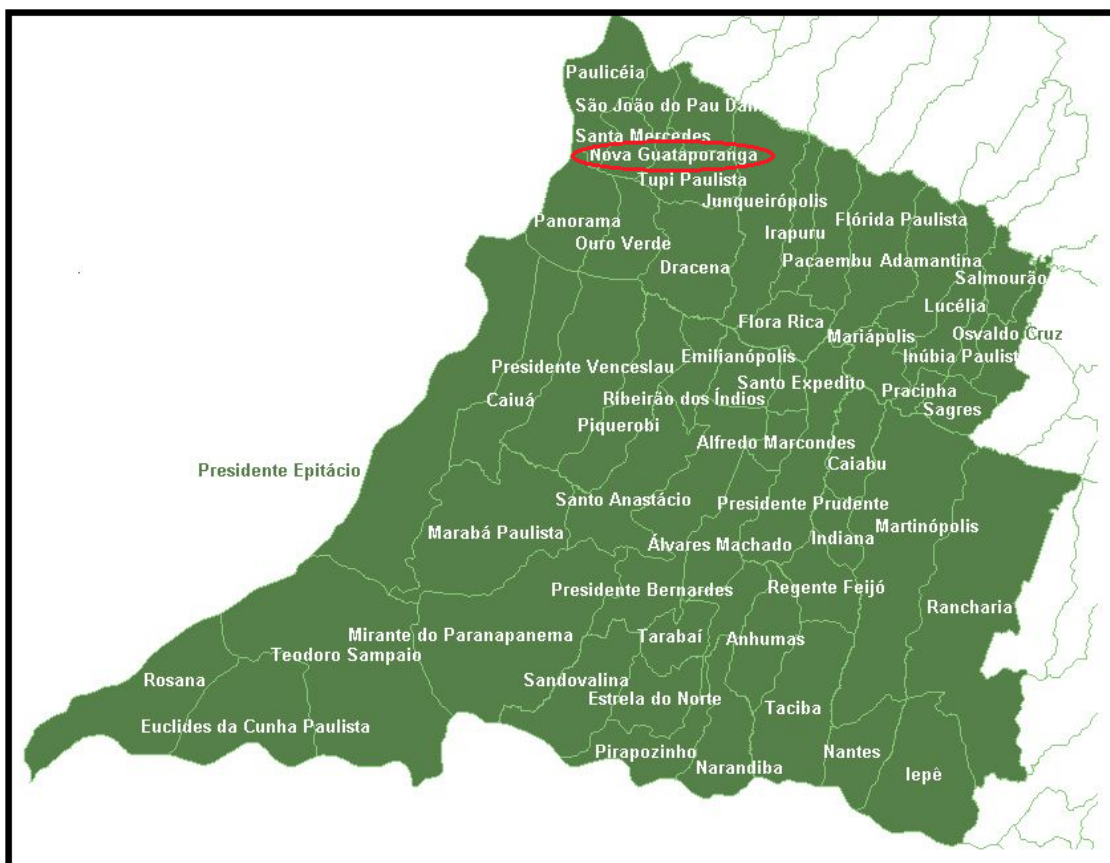 Paulicéia
São João do Pau
Santa Mercedes
Nova Guataporanga
Tupi Paulista
Junqueirópolis
Panorama
Flórida Paulista
Irapuru
Ouro Verde
Dracena
Pacaembu
Adamantina
Salmourão
Lucélia
Flora Rica
Mariápolis
Osvaldo Cruz
Emilianópolis
Inúbia Paulist
Presidente Venceslau
Santo Expedito
Pracinha
Caiuá
Ribeirão dos Índios
Sagres
Piquerobi
Alfredo Marcondes
Caiabu
Presidente Epitácio
Santo Anastácio
Presidente Prudente
Martinópolis
Marabá Paulista
Álvares Machado
Indiana
Presidente Bernardes
Regente Feijó
Rancharia
Mirante do Paranapanema
Tarabaí
Anhumas
Teodoro Sampaio
Rosana
Sandovalina
Estrela do Norte
Taciba
Euclides da Cunha Paulista
Pirapozinho
Narandiba
Nantes
Iepê